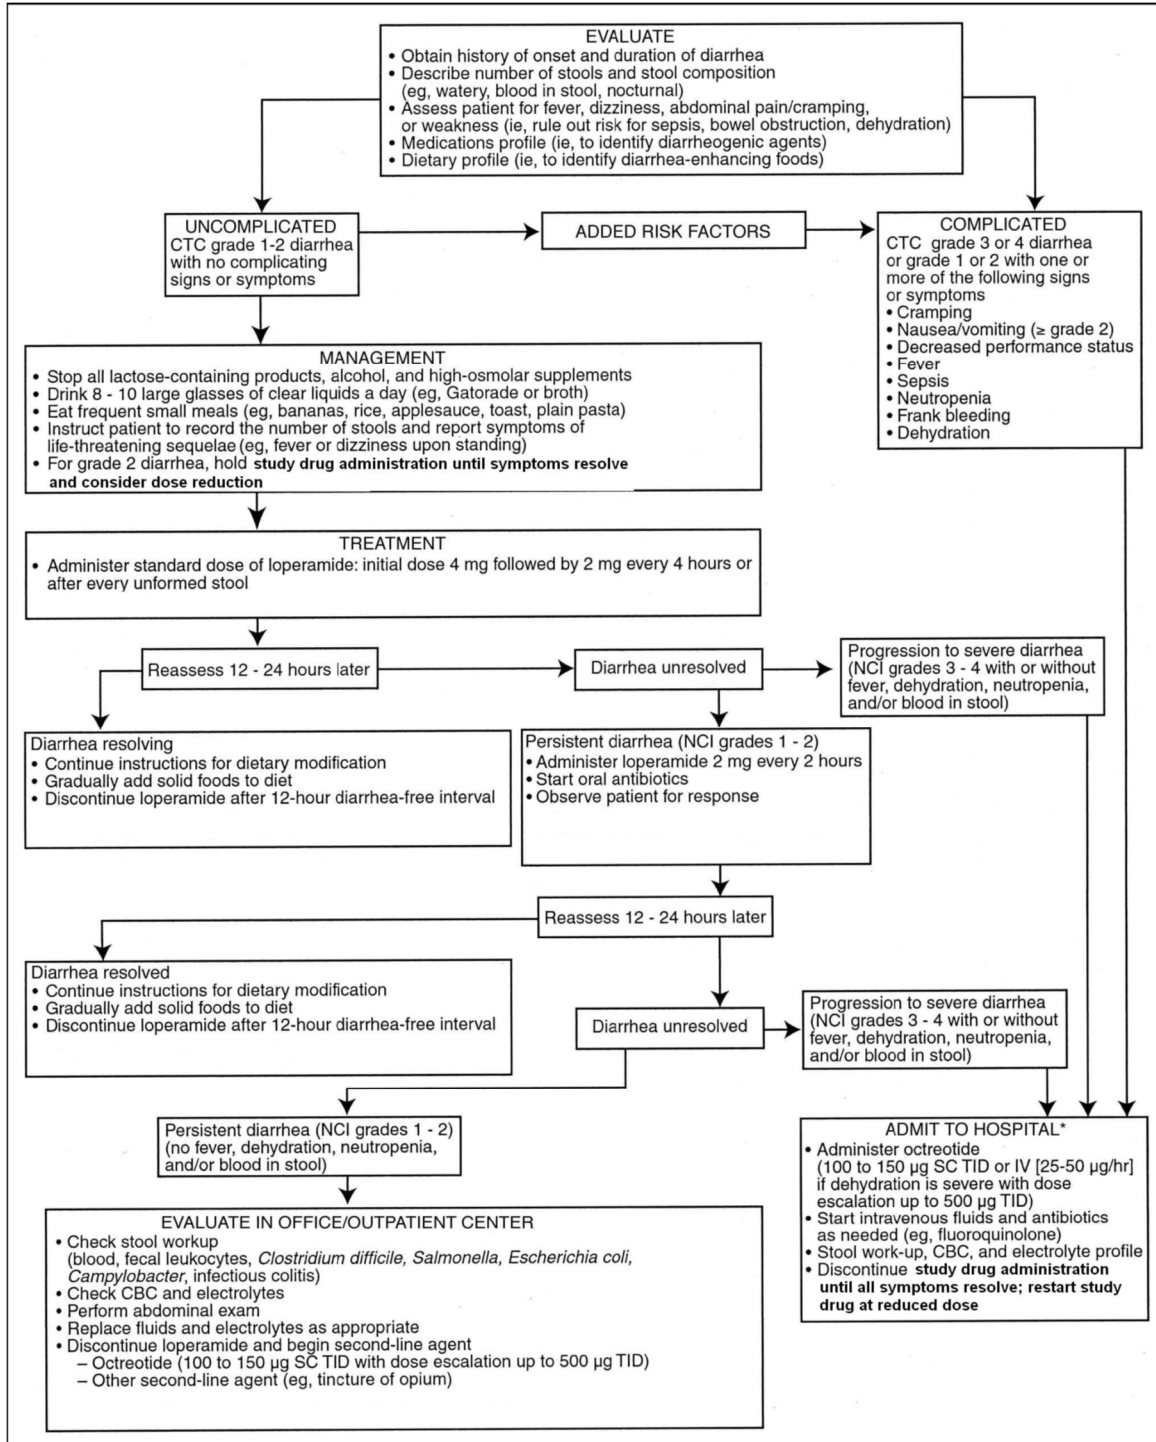 EVALUATE
• Obtain history of onset and duration of diarrhea
• Describe number of stools and stool composition
(eg, watery, blood in stool, nocturnal)
• Assess patient for fever, dizziness, abdominal pain/cramping,
or weakness (ie, rule out risk for sepsis, bowel obstruction, dehydration)
• Medications profile (ie, to identify diarrheogenic agents)
• Dietary profile (ie, to identify diarrhea-enhancing foods)
UNCOMPLICATED
CTC grade 1-2 diarrhea
with no complicating
signs or symptoms
ADDED RISK FACTORS
COMPLICATED
CTC grade 3 or 4 diarrhea
or grade 1 or 2 with one or
more of the following signs
or symptoms
• Cramping
• Nausea/vomiting (≥ grade 2)
• Decreased performance status
• Fever
• Sepsis
• Neutropenia
• Frank bleeding
• Dehydration
MANAGEMENT
• Stop all lactose-containing products, alcohol, and high-osmolar supplements
• Drink 8 - 10 large glasses of clear liquids a day (eg, Gatorade or broth)
• Eat frequent small meals (eg, bananas, rice, applesauce, toast, plain pasta)
• Instruct patient to record the number of stools and report symptoms of
life-threatening sequelae (eg, fever or dizziness upon standing)
• For grade 2 diarrhea, hold study drug administration until symptoms resolve
and consider dose reduction
TREATMENT
• Administer standard dose of loperamide: initial dose 4 mg followed by 2 mg every 4 hours or
after every unformed stool
Reassess 12 - 24 hours later
Diarrhea unresolved
Progression to severe diarrhea
(NCI grades 3 - 4 with or without
fever, dehydration, neutropenia,
and/or blood in stool)
Diarrhea resolving
• Continue instructions for dietary modification
• Gradually add solid foods to diet
• Discontinue loperamide after 12-hour diarrhea-free interval
Persistent diarrhea (NCI grades 1 - 2)
• Administer loperamide 2 mg every 2 hours
• Start oral antibiotics
• Observe patient for response
Reassess 12 - 24 hours later
Diarrhea resolved
• Continue instructions for dietary modification
• Gradually add solid foods to diet
• Discontinue loperamide after 12-hour diarrhea-free interval
Diarrhea unresolved
Progression to severe diarrhea
(NCI grades 3 - 4 with or without
fever, dehydration, neutropenia,
and/or blood in stool)
Persistent diarrhea (NCI grades 1 - 2)
(no fever, dehydration, neutropenia,
and/or blood in stool)
ADMIT TO HOSPITAL*
• Administer octreotide
(100 to 150 µg SC TID or IV [25-50 µg/hr]
if dehydration is severe with dose
escalation up to 500 µg TID)
• Start intravenous fluids and antibiotics
as needed (eg, fluoroquinolone)
• Stool work-up, CBC, and electrolyte profile
• Discontinue study drug administration
until all symptoms resolve; restart study
drug at reduced dose
EVALUATE IN OFFICE/OUTPATIENT CENTER
• Check stool workup
(blood, fecal leukocytes, Clostridium difficile, Salmonella, Escherichia coli,
Campylobacter, infectious colitis)
• Check CBC and electrolytes
• Perform abdominal exam
• Replace fluids and electrolytes as appropriate
• Discontinue loperamide and begin second-line agent
– Octreotide (100 to 150 µg SC TID with dose escalation up to 500 µg TID)
– Other second-line agent (eg, tincture of opium)